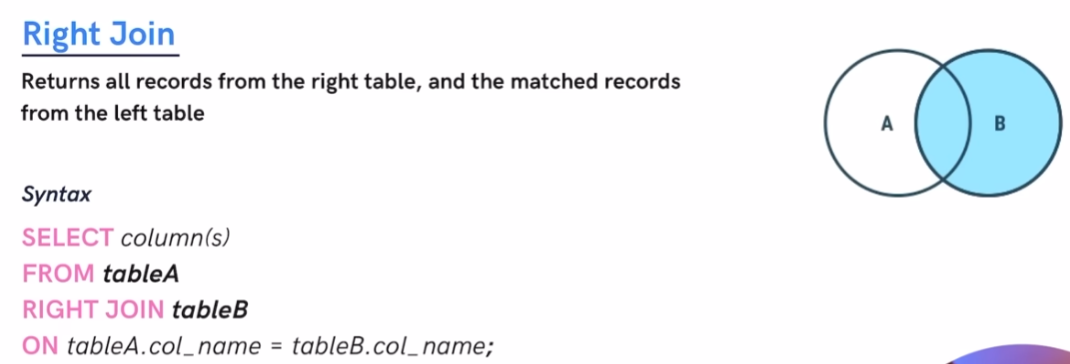 Right Join
Returns all records from the right table, and the matched records
from the left table
A
B
Syntax
SELECT column(s)
FROM tableA
RIGHT JOIN tableB
ON tableA.col_name = tableB.col_name;